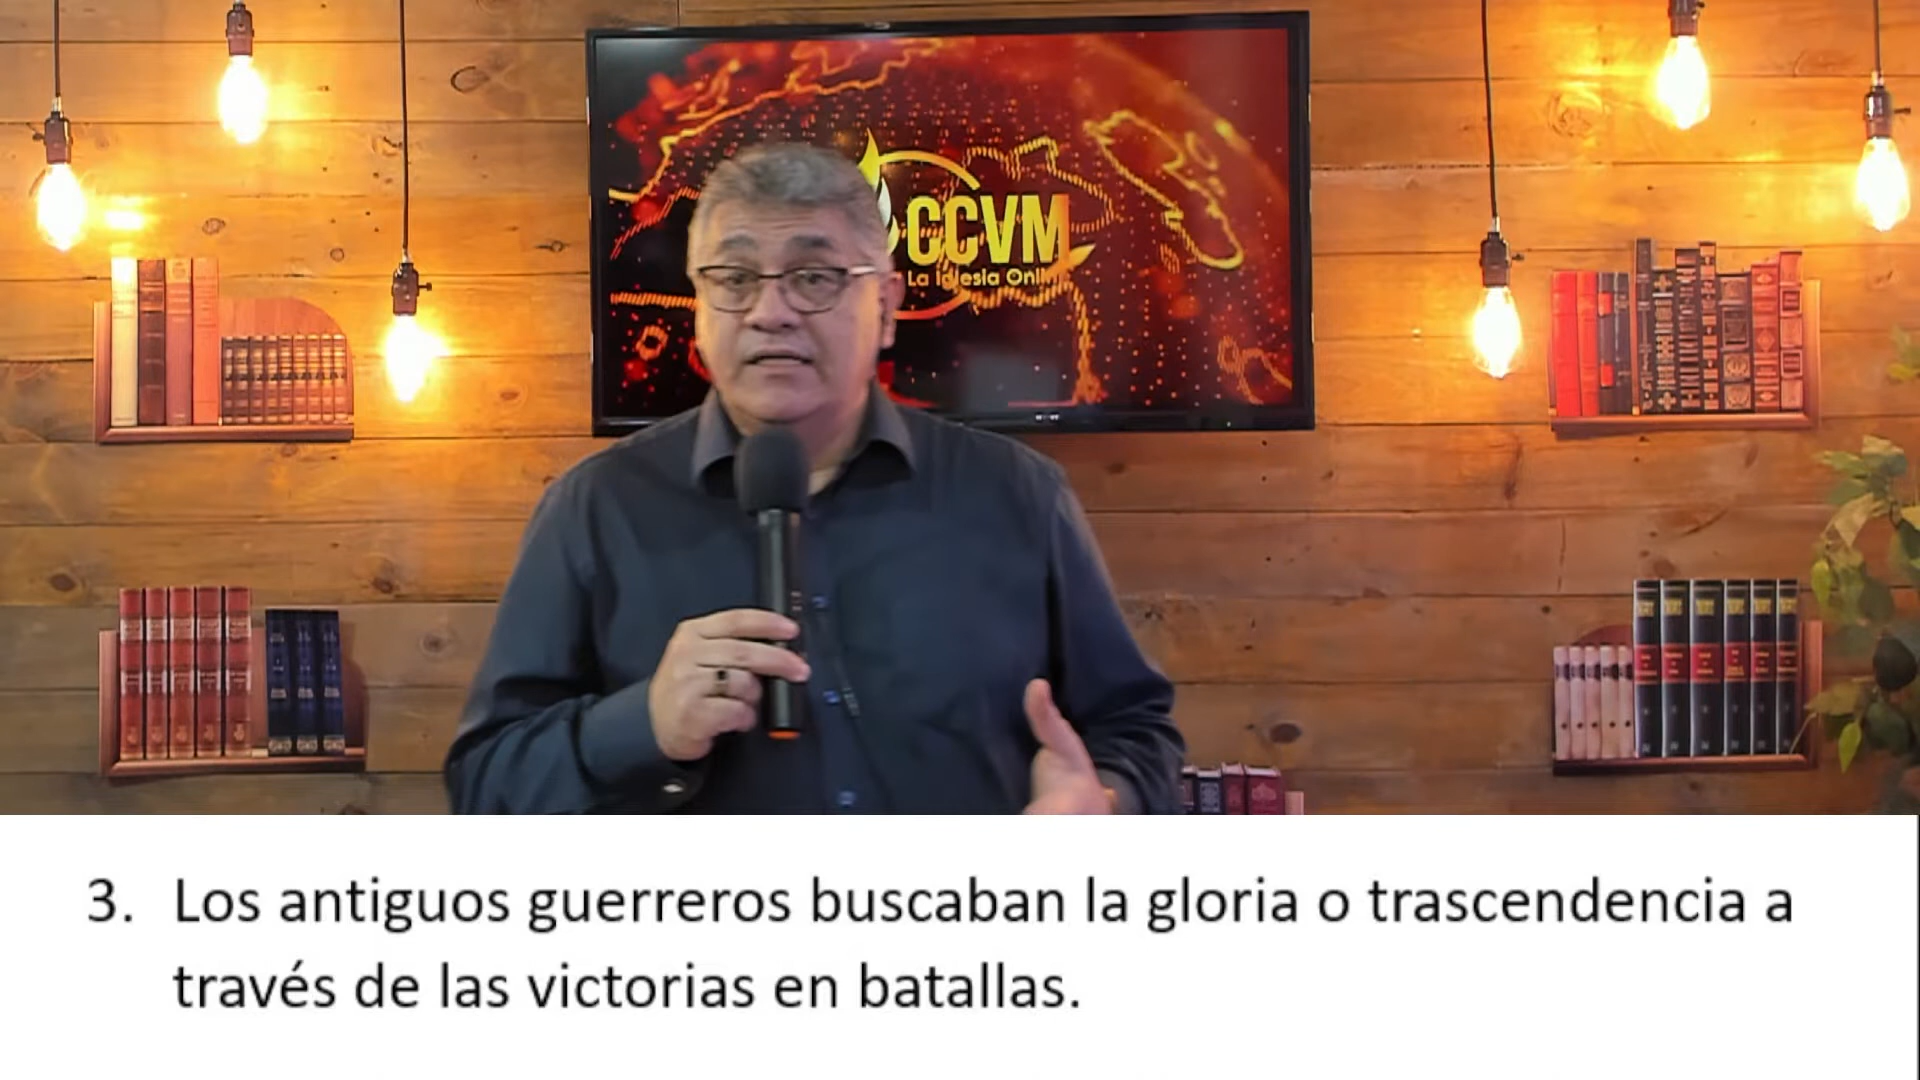 CCVM
La Iglesia Onli
3. Los antiguos guerreros buscaban la gloria o trascendencia a
través de las victorias en batallas.